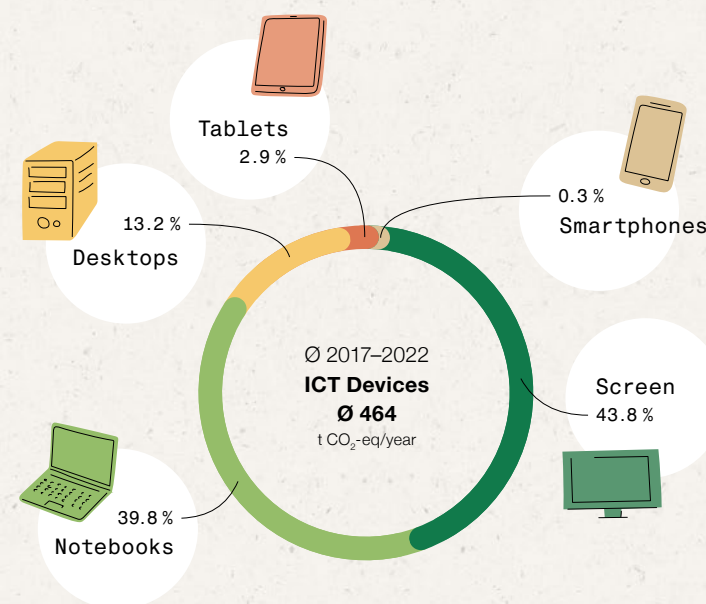 Tablets
2.9 %
0.3 %
Smartphones
13.2 %
Desktops
Ø 2017–2022
ICT Devices
Ø 464
t CO₂-eq/year
Screen
43.8 %
39.8 %
Notebooks